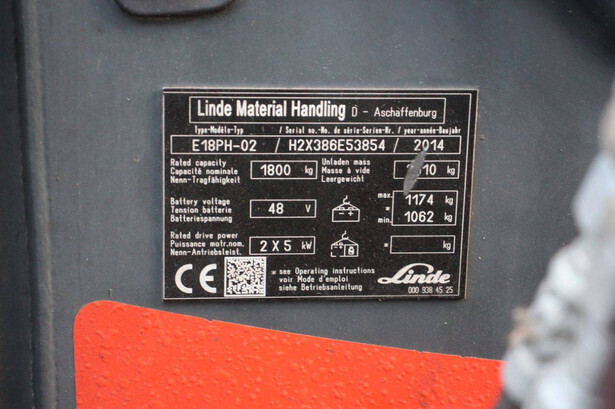 Linde Material Handling D - Aschaffenburg
Type-Modèle-Typ / Serial no.-No. de série-Serien-Nr. / year-année-Baujahr
E18PH-02 / H2X386E53854 / 2014
Rated capacity
Capacité nominale
Nenn-Tragfähigkeit
1800 kg
Unladen mass
Masse à vide
Leergewicht
10 kg
Battery voltage
Tension batterie
Batteriespannung
48 V
max. 1174 kg
*
min. 1062 kg
Rated drive power
Puissance motr.nom.
Nenn-Antriebsleist.
2 X 5 kW
* kg
CE
* see Operating instructions
voir Mode d'emploi
siehe Betriebsanleitung
Linde
000 938 45 25